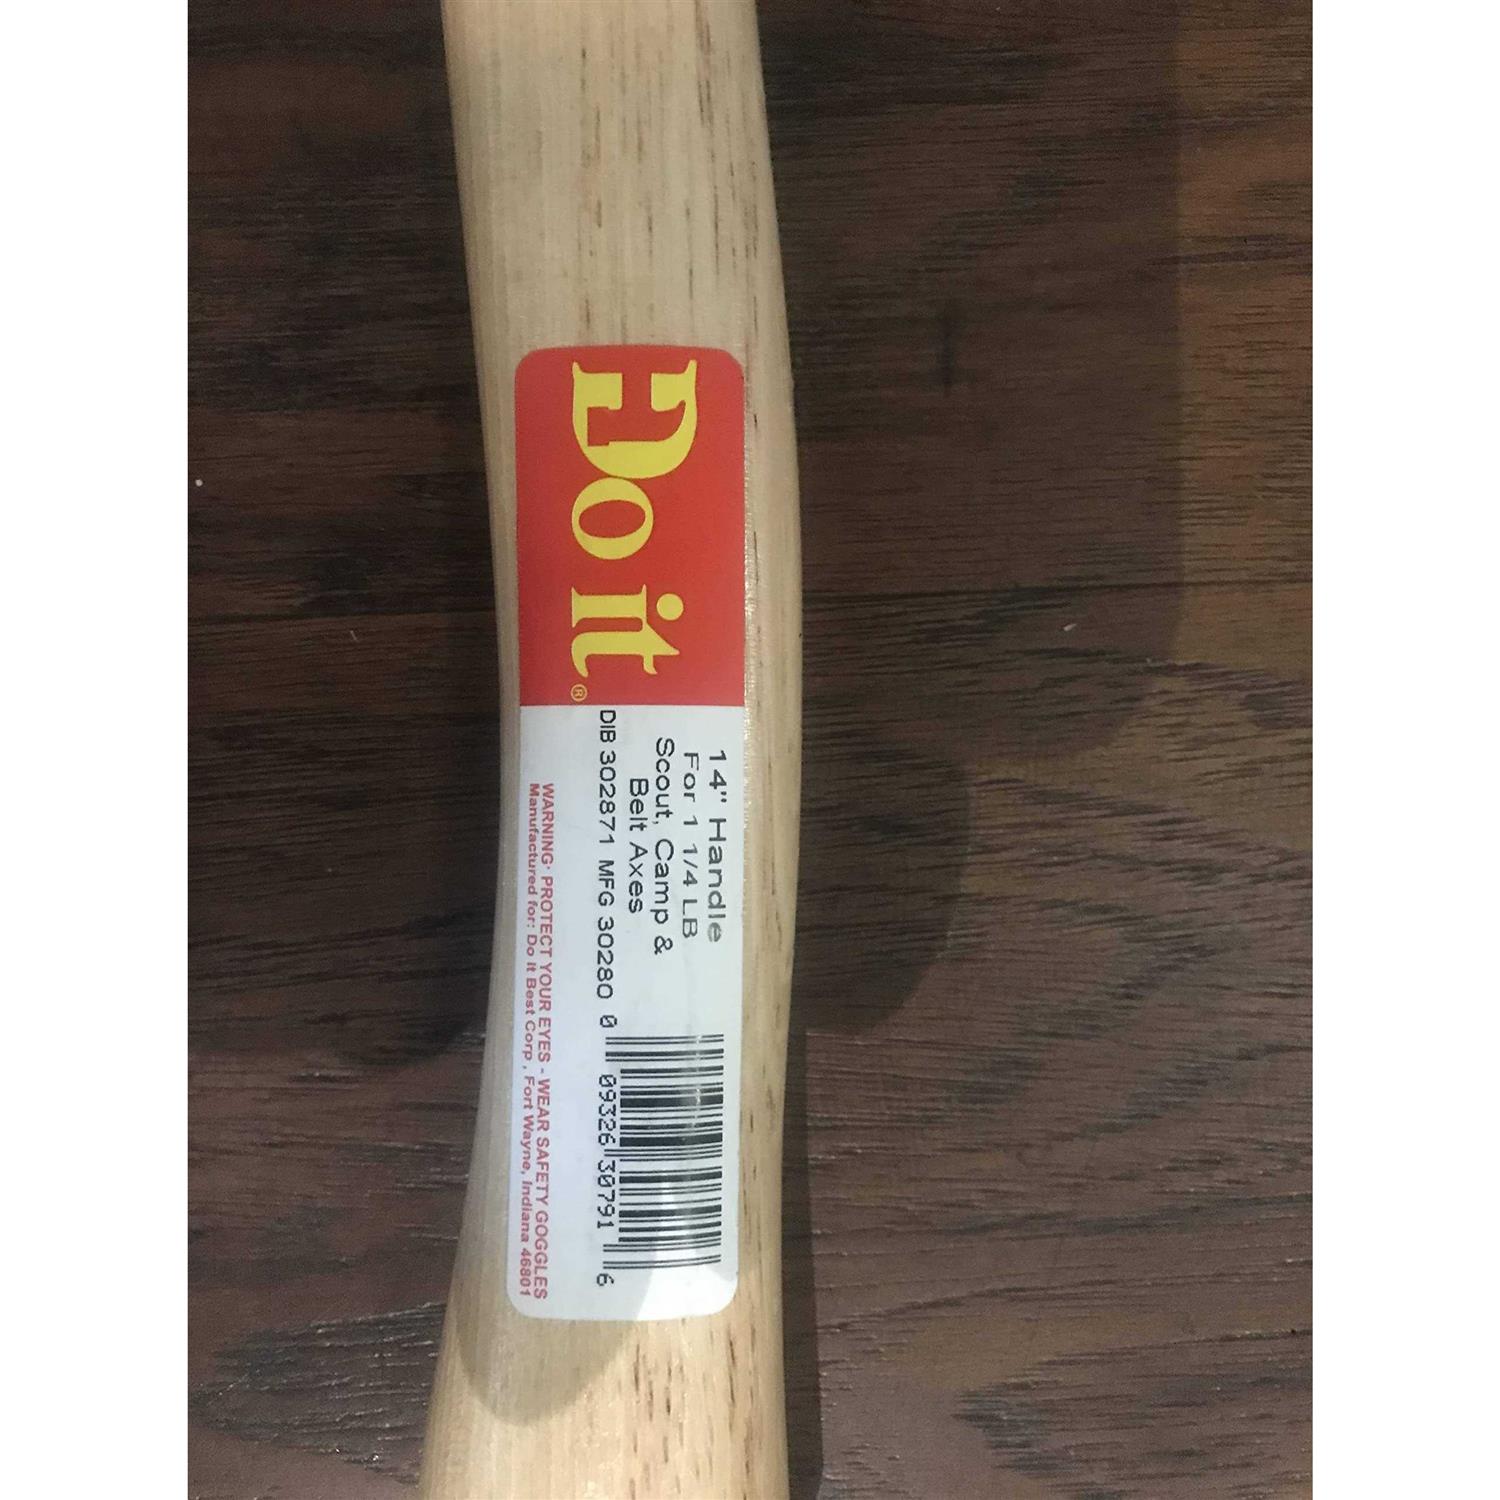 Do it®
14" Handle
For 1 1/4 LB
Scout, Camp &
Belt Axes
DIB 302871 MFG 30280
0 09326 30791 6
WARNING: PROTECT YOUR EYES - WEAR SAFETY GOGGLES
Manufactured for: Do It Best Corp., Fort Wayne, Indiana 46801